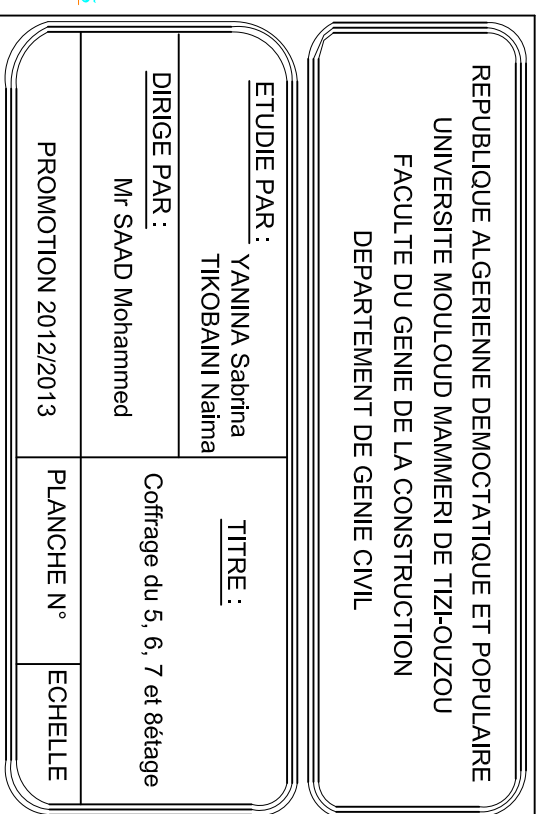 REPUBLIQUE ALGERIENNE DEMOCTATIQUE ET POPULAIRE
UNIVERSITE MOULOUD MAMMERI DE TIZI-OUZOU
FACULTE DU GENIE DE LA CONSTRUCTION
DEPARTEMENT DE GENIE CIVIL
ETUDIE PAR :
YANINA Sabrina
TIKOBAINI Naima
DIRIGE PAR :
Mr SAAD Mohammed
PROMOTION 2012/2013
TITRE :
Coffrage du 5, 6, 7 et 8étage
PLANCHE N°
ECHELLE